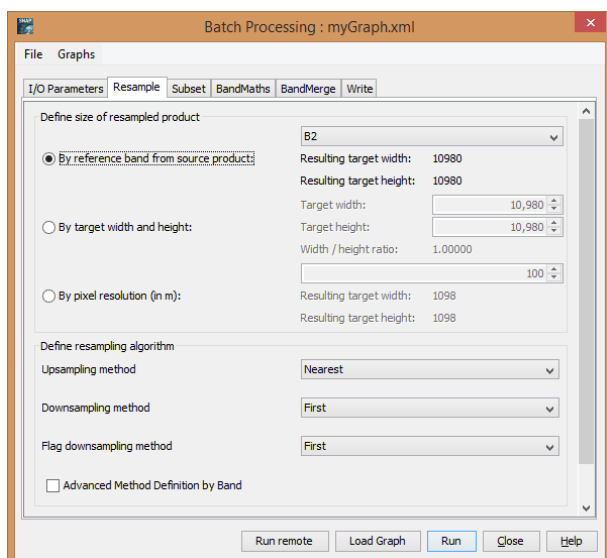 SNAP
Batch Processing : myGraph.xml
×
File Graphs
I/O Parameters Resample Subset BandMaths BandMerge Write
Define size of resampled product
B2
By reference band from source product:
Resulting target width: 10980
Resulting target height: 10980
Target width: 10,980
By target width and height:
Target height: 10,980
Width / height ratio: 1.00000
100
By pixel resolution (in m):
Resulting target width: 1098
Resulting target height: 1098
Define resampling algorithm
Upsampling method Nearest
Downsampling method First
Flag downsampling method First
Advanced Method Definition by Band
Run remote Load Graph Run Close Help